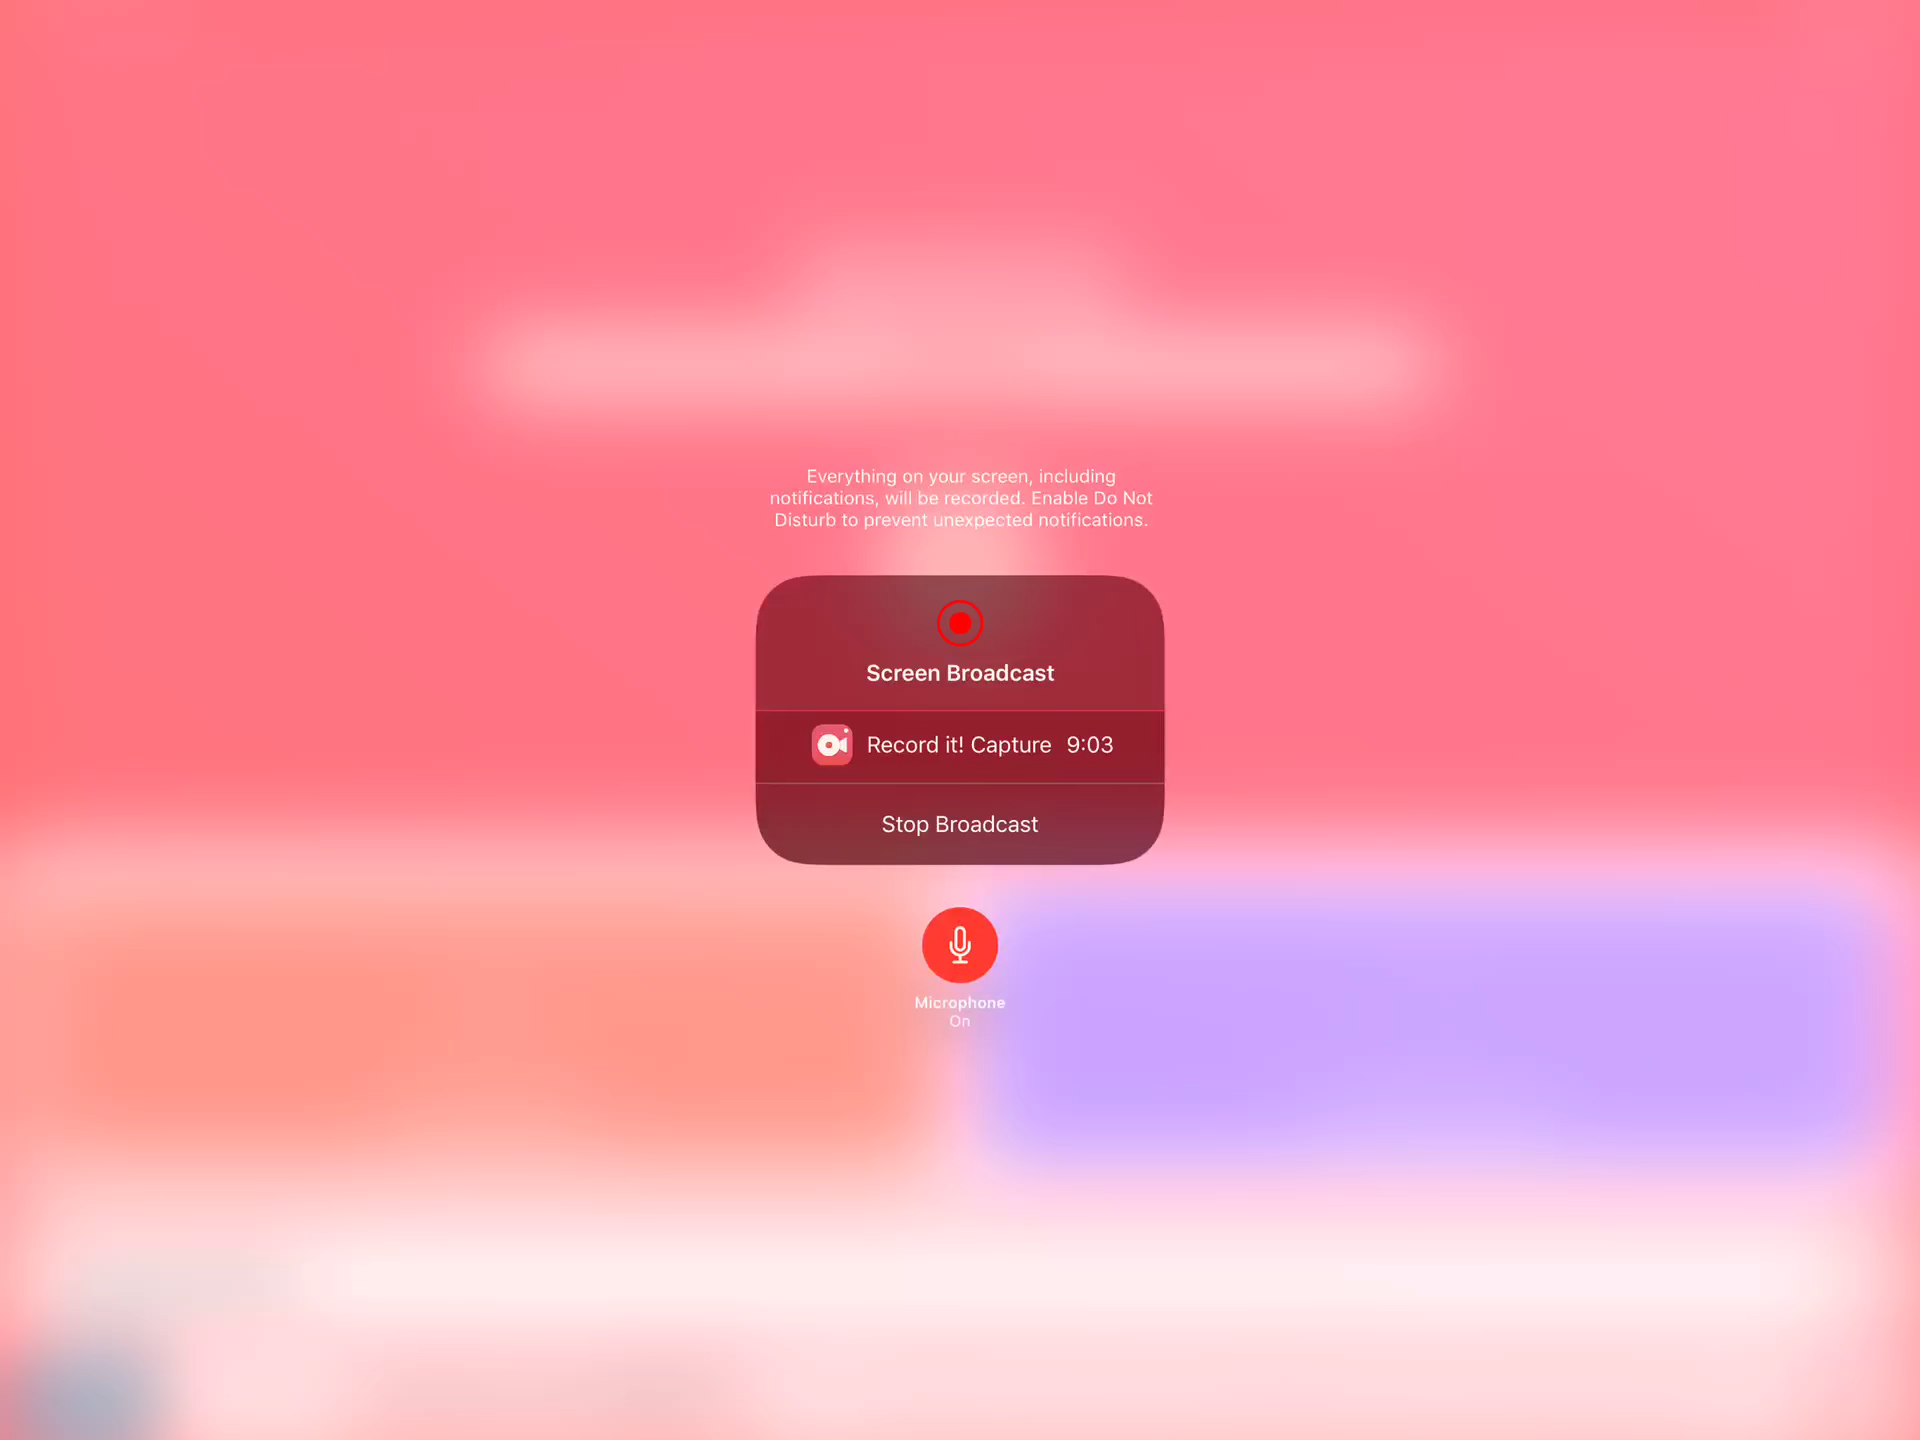 Everything on your screen, including
notifications, will be recorded. Enable Do Not
Disturb to prevent unexpected notifications.
Screen Broadcast
Record it! Capture 9:03
Stop Broadcast
Microphone
On